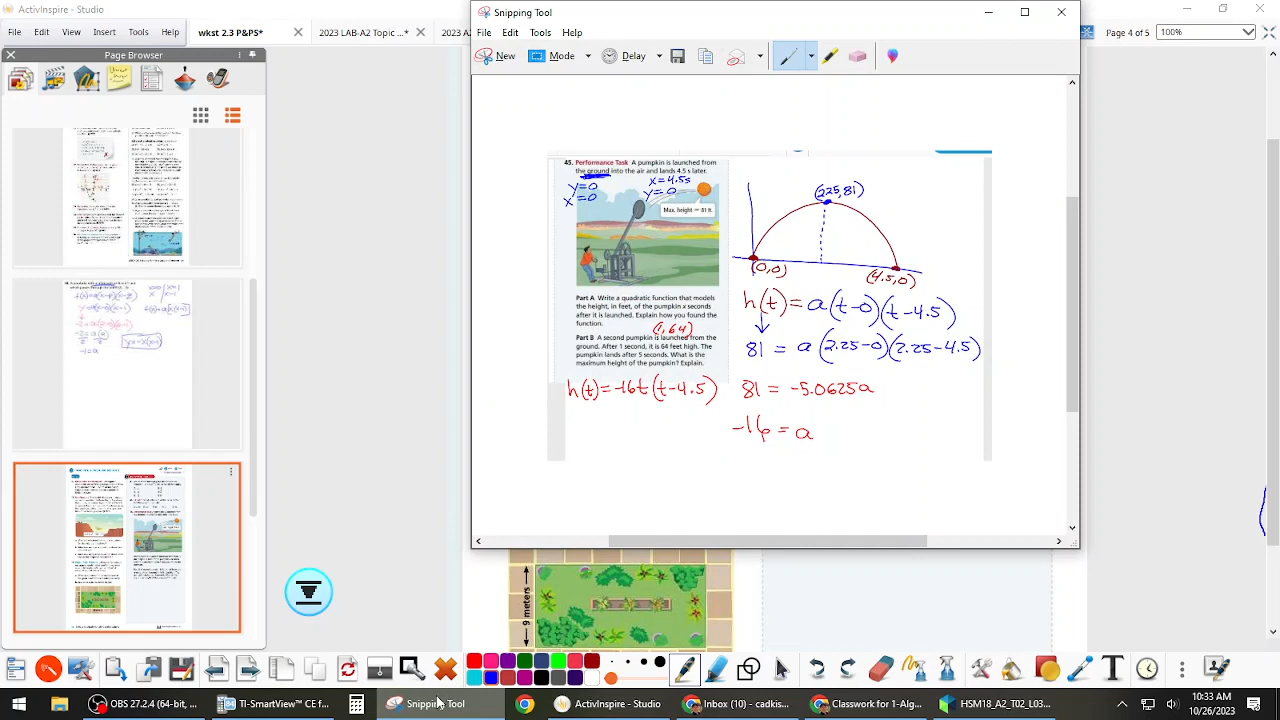 ActivInspire
Snipping Tool
File Edit View Insert Tools Help
File Edit Tools Help
wkst 2.3 P&PS*
2023 LAB-A2 T
2023 A
Page 4 of 5
100%
Page Browser
New Mode Delay
45. Performance Task A pumpkin is launched from
the ground into the air and lands 4.5 s later.
y=0
x=0
x=4.5s
y=0
Max. height = 81 ft
(2.25,81)
(0,0)
(4.5,0)
Part A Write a quadratic function that models
the height, in feet, of the pumpkin x seconds
after it is launched. Explain how you found the
function.
(1,64)
Part B A second pumpkin is launched from the
ground. After 1 second, it is 64 feet high. The
pumpkin lands after 5 seconds. What is the
maximum height of the pumpkin? Explain.
h(t) = a(t-0)(t-4.5)
81 = a(2.25-0)(2.25-4.5)
h(t)=-16t(t-4.5)
81 = -5.0625a
-16 = a
9 meters
OBS 27.2.4 (64-bit, ...
TI-SmartView™ CE f...
Snipping Tool
ActivInspire - Studio
Inbox (10) - osalkis...
Classwork for 1-Alg...
HSM18_A2_T2_03...
10:33 AM
10/26/2023